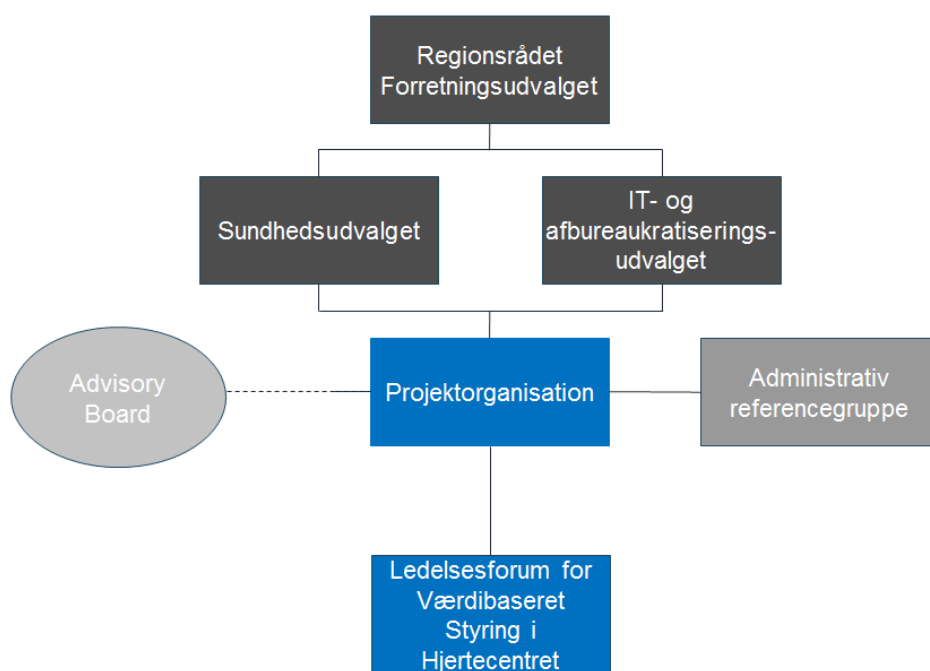 Regionsrådet
Forretningsudvalget
Sundhedsudvalget
IT- og
afbureaukratiserings-
udvalget
Advisory
Board
Projektorganisation
Administrativ
referencegruppe
Ledelsesforum for
Værdibaseret
Styring i
Hjertecentret